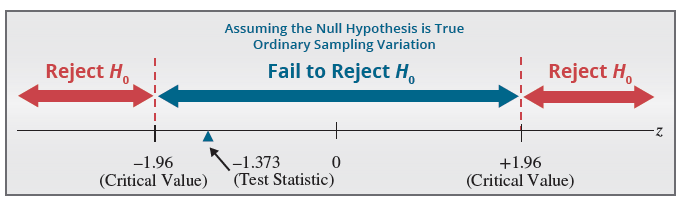 Assuming the Null Hypothesis is True
Ordinary Sampling Variation
Reject H₀
Fail to Reject H₀
Reject H₀
z
−1.96
−1.373
0
+1.96
(Critical Value)
(Test Statistic)
(Critical Value)